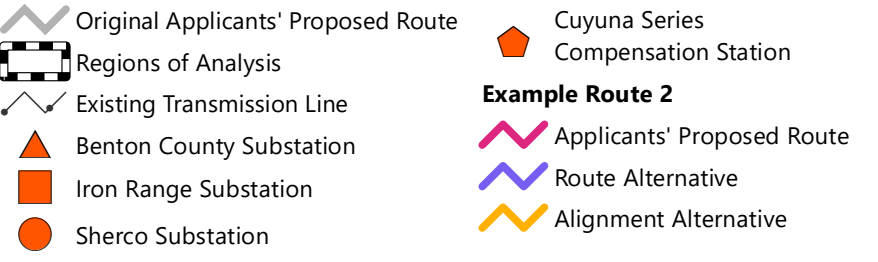 Original Applicants' Proposed Route
Regions of Analysis
Existing Transmission Line
Benton County Substation
Iron Range Substation
Sherco Substation
Cuyuna Series
Compensation Station
Example Route 2
Applicants' Proposed Route
Route Alternative
Alignment Alternative